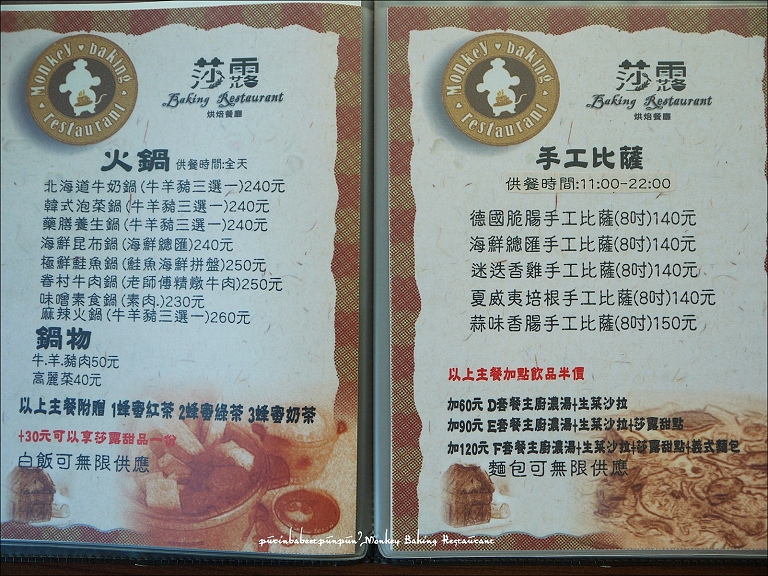 Monkey ♥ baking restaurant
莎露
Baking Restaurant
烘焙餐廳
火鍋 供餐時間:全天
北海道牛奶鍋(牛羊豬三選一)240元
韓式泡菜鍋(牛羊豬三選一)240元
藥膳養生鍋(牛羊豬三選一)240元
海鮮昆布鍋(海鮮總匯)240元
極鮮鮭魚鍋(鮭魚海鮮拼盤)250元
眷村牛肉鍋(老師傅精燉牛肉)250元
味噌素食鍋(素肉.)230元
麻辣火鍋(牛羊豬三選一)260元
鍋物
牛.羊.豬肉50元
高麗菜40元
以上主餐附贈 1蜂蜜紅茶 2蜂蜜綠茶 3蜂蜜奶茶
+30元可以享莎露甜品一份
白飯可無限供應
Monkey ♥ baking restaurant
莎露
Baking Restaurant
烘焙餐廳
手工比薩
供餐時間:11:00-22:00
德國脆腸手工比薩(8吋)140元
海鮮總匯手工比薩(8吋)140元
迷迭香雞手工比薩(8吋)140元
夏威夷培根手工比薩(8吋)140元
蒜味香腸手工比薩(8吋)150元
以上主餐加點飲品半價
加60元 D套餐主廚濃湯+生菜沙拉
加90元 E套餐主廚濃湯+生菜沙拉+莎露甜點
加120元 F套餐主廚濃湯+生菜沙拉+莎露甜點+義式麵包
麵包可無限供應
Monkey Baking Restaurant